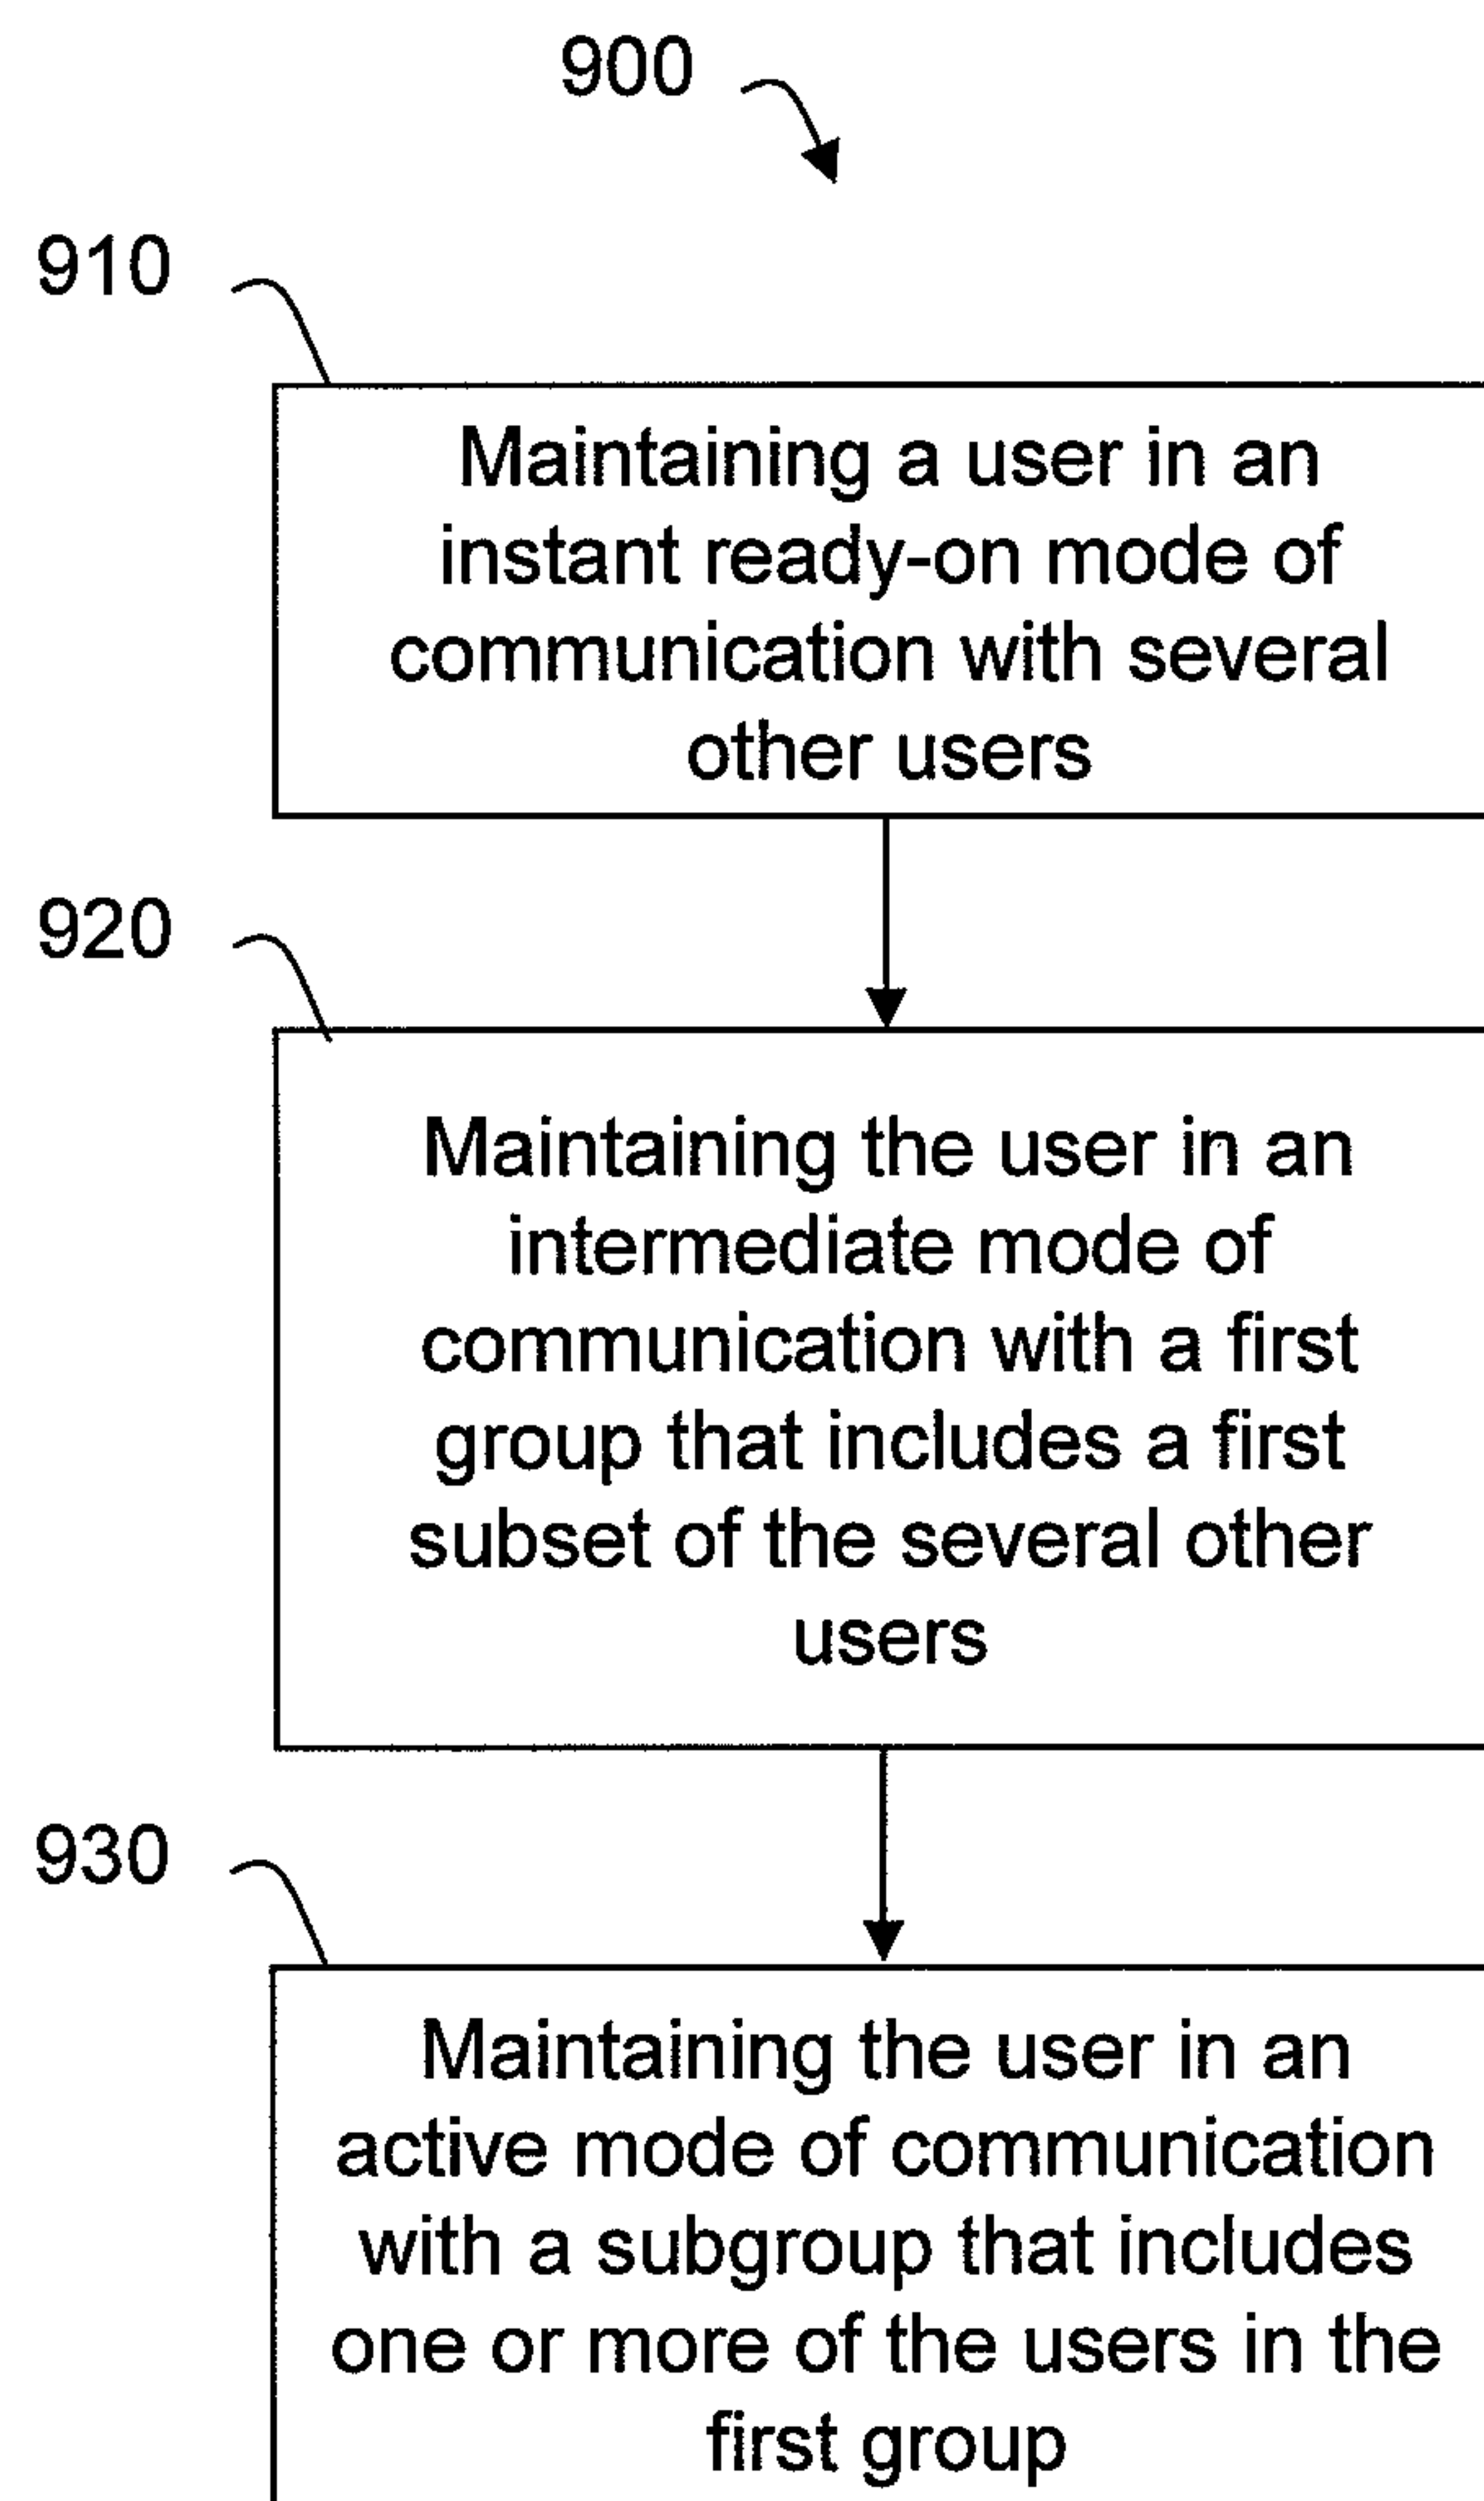 900
910
Maintaining a user in an
instant ready-on mode of
communication with several
other users
920
Maintaining the user in an
intermediate mode of
communication with a first
group that includes a first
subset of the several other
users
930
Maintaining the user in an
active mode of communication
with a subgroup that includes
one or more of the users in the
first group